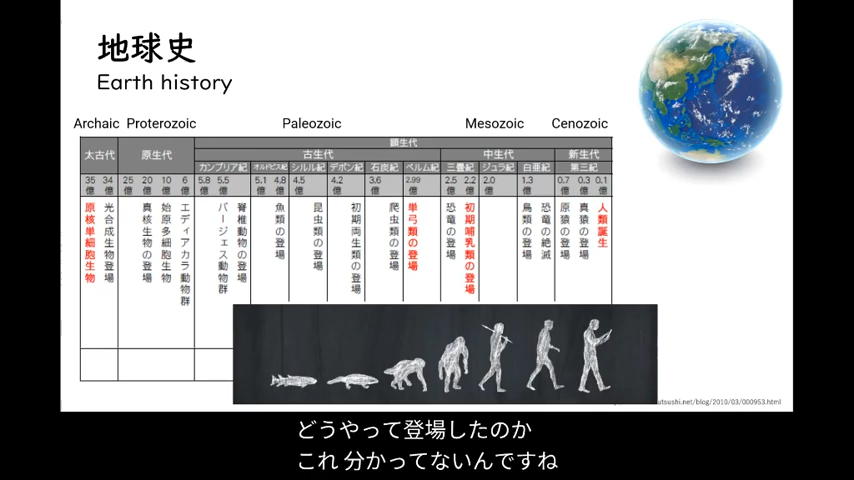 地球史
Earth history
Archaic Proterozoic Paleozoic Mesozoic Cenozoic
顕生代
太古代 原生代 古生代 中生代 新生代
カンブリア紀 オルドビス紀 シルル紀 デボン紀 石炭紀 ペルム紀 三畳紀 ジュラ紀 白亜紀 第三紀
35億 34億 25億 20億 10億 6億 5.8億 5.5億 5.1億 4.8億 4.5億 4.2億 3.6億 2.99億 2.5億 2.2億 2.0億 1.3億 0.7億 0.3億 0.1億
原核単細胞生物
光合成生物登場
真核生物の登場
始原多細胞生物
エディアカラ動物群
バージェス動物群
脊椎動物の登場
魚類の登場
昆虫類の登場
初期両生類の登場
爬虫類の登場
単弓類の登場
恐竜の登場
初期哺乳類の登場
鳥類の登場
恐竜の絶滅
原猿の登場
真猿の登場
人類誕生
utsushi.net/blog/2010/03/000953.html
どうやって登場したのか
これ 分かってないんですね